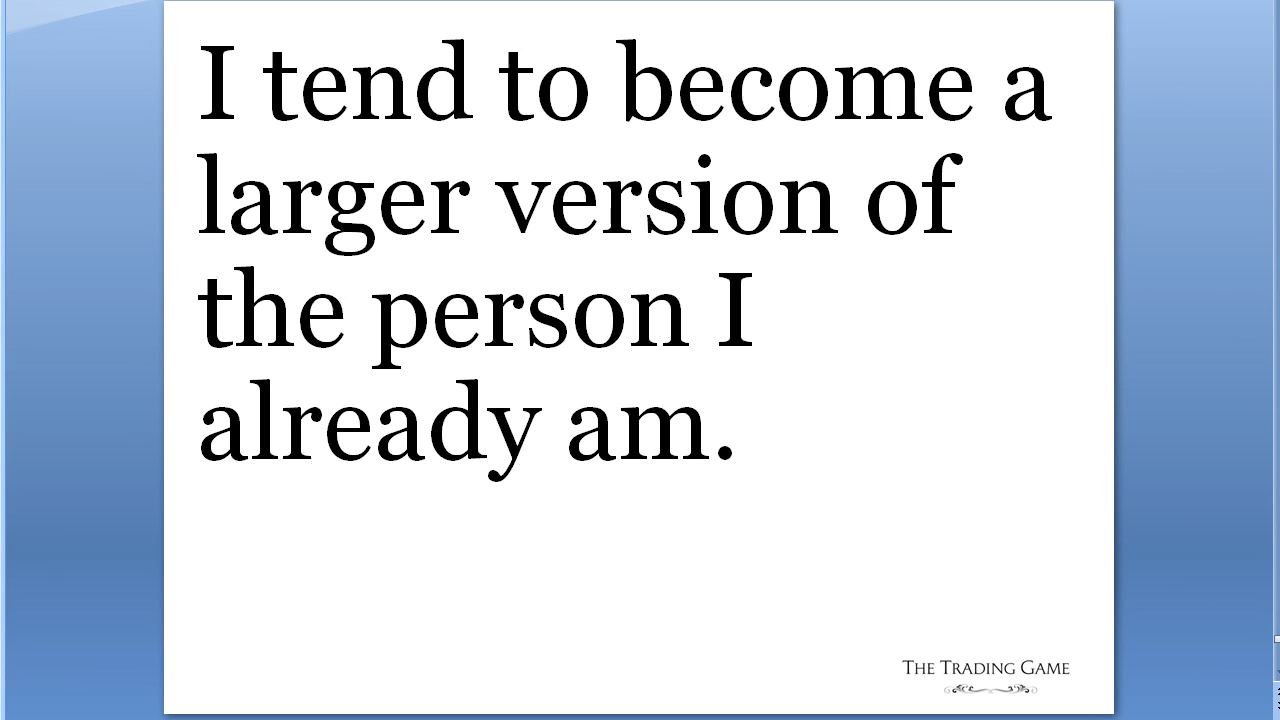 I tend to become a
larger version of
the person I
already am.
THE TRADING GAME